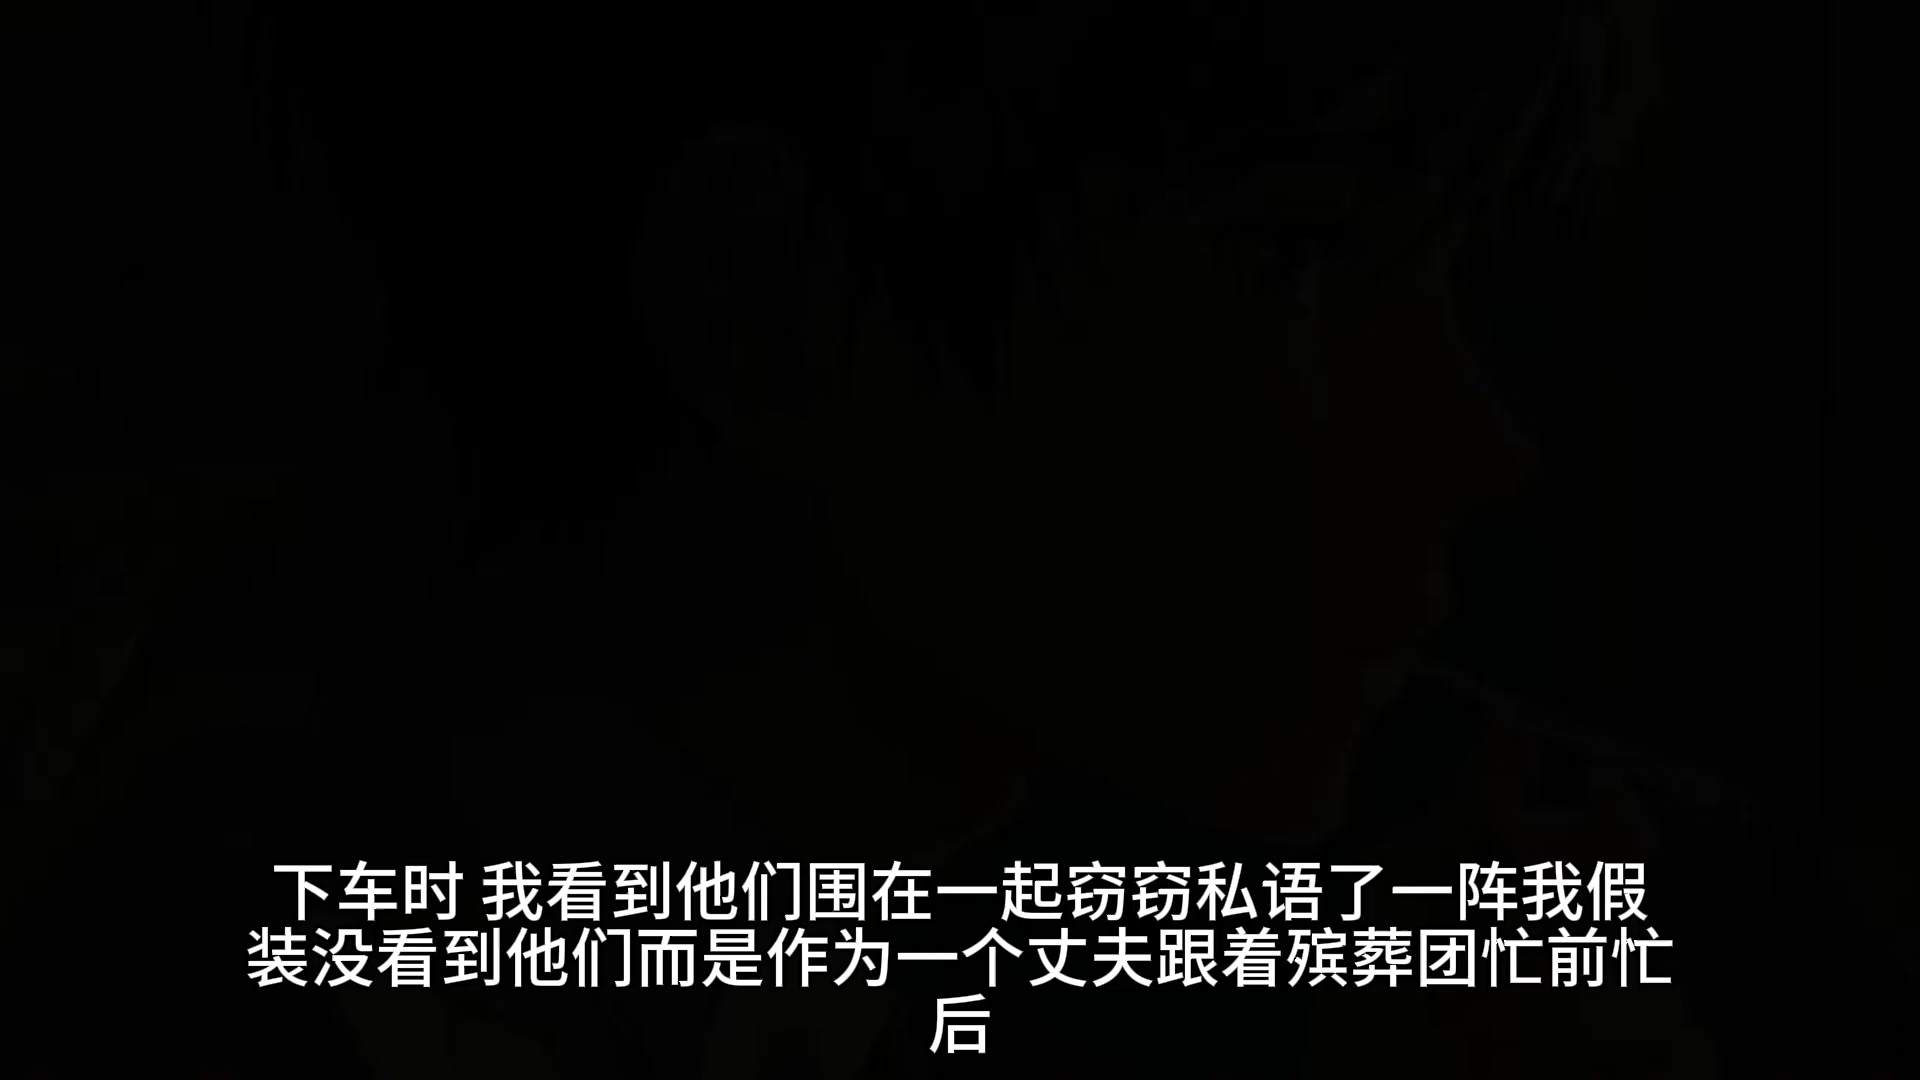 下车时 我看到他们围在一起窃窃私语了一阵我假
装没看到他们而是作为一个丈夫跟着殡葬团忙前忙
后